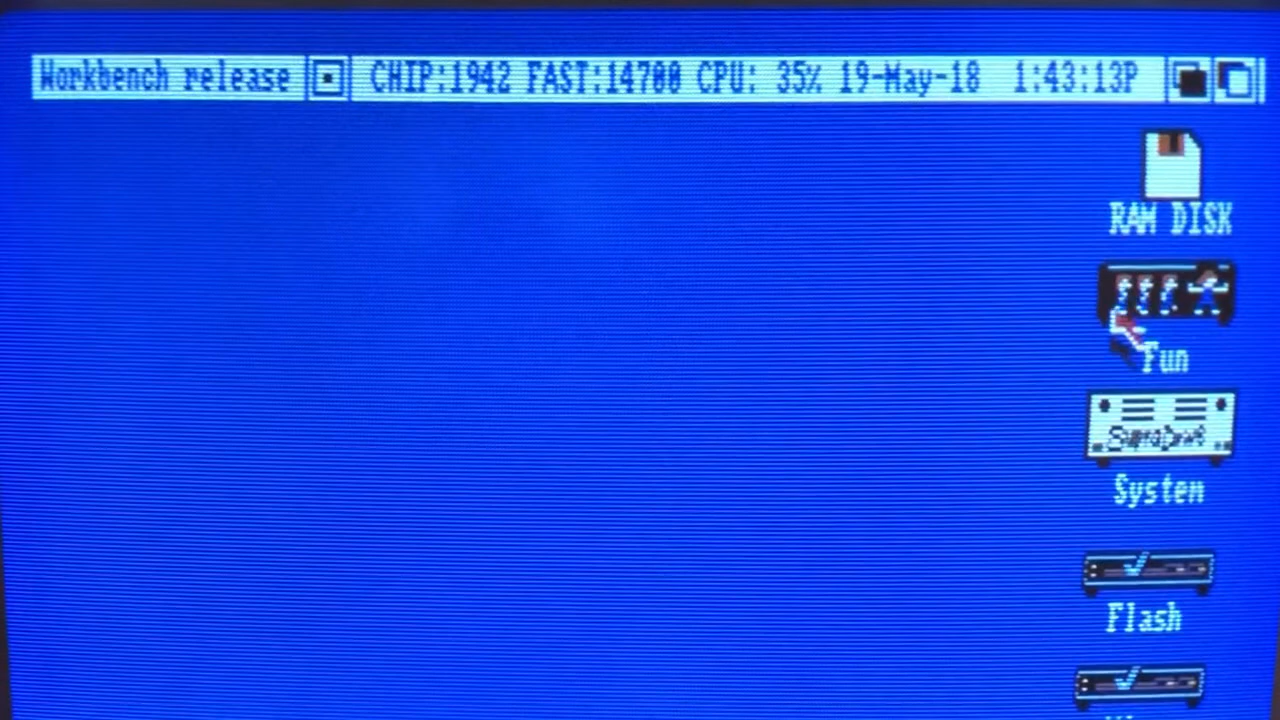 Workbench release CHIP:1942 FAST:14700 CPU: 35% 19-May-18 1:43:13P
RAM DISK
Fun
System
Flash